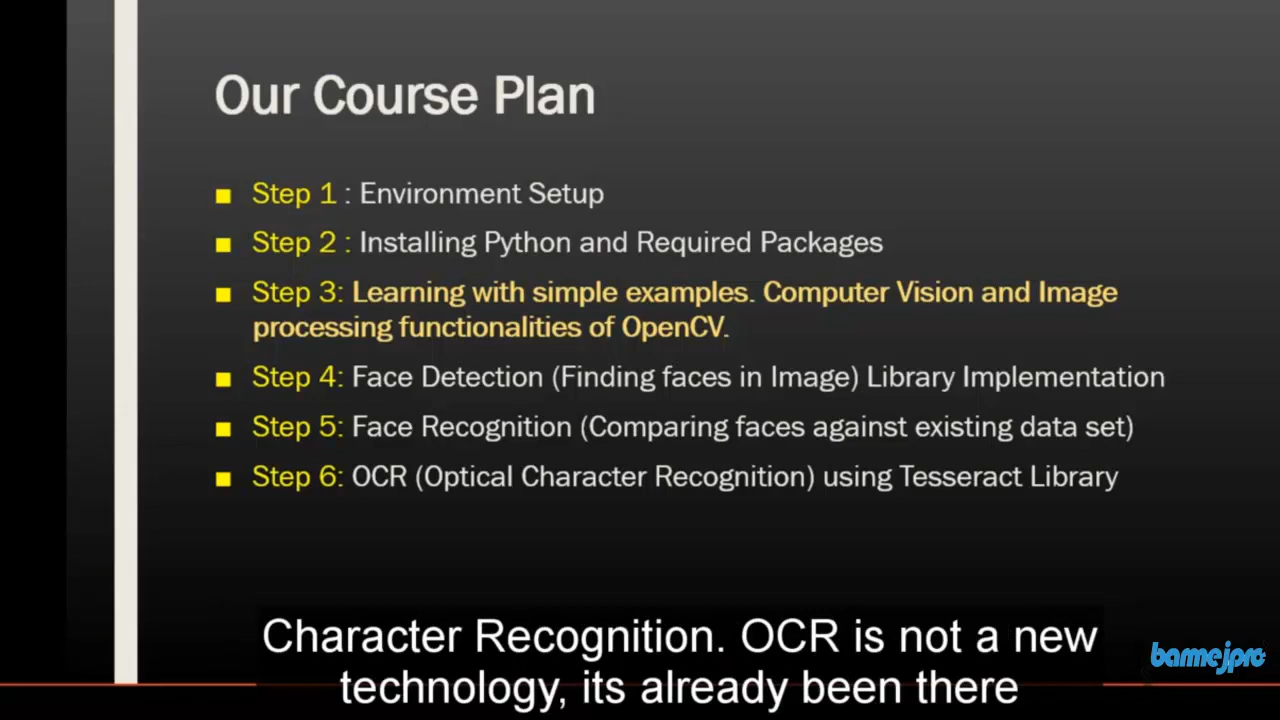 Our Course Plan
Step 1 : Environment Setup
Step 2 : Installing Python and Required Packages
Step 3: Learning with simple examples. Computer Vision and Image
processing functionalities of OpenCV.
Step 4: Face Detection (Finding faces in Image) Library Implementation
Step 5: Face Recognition (Comparing faces against existing data set)
Step 6: OCR (Optical Character Recognition) using Tesseract Library
Character Recognition. OCR is not a new
technology, its already been there
barmejpro